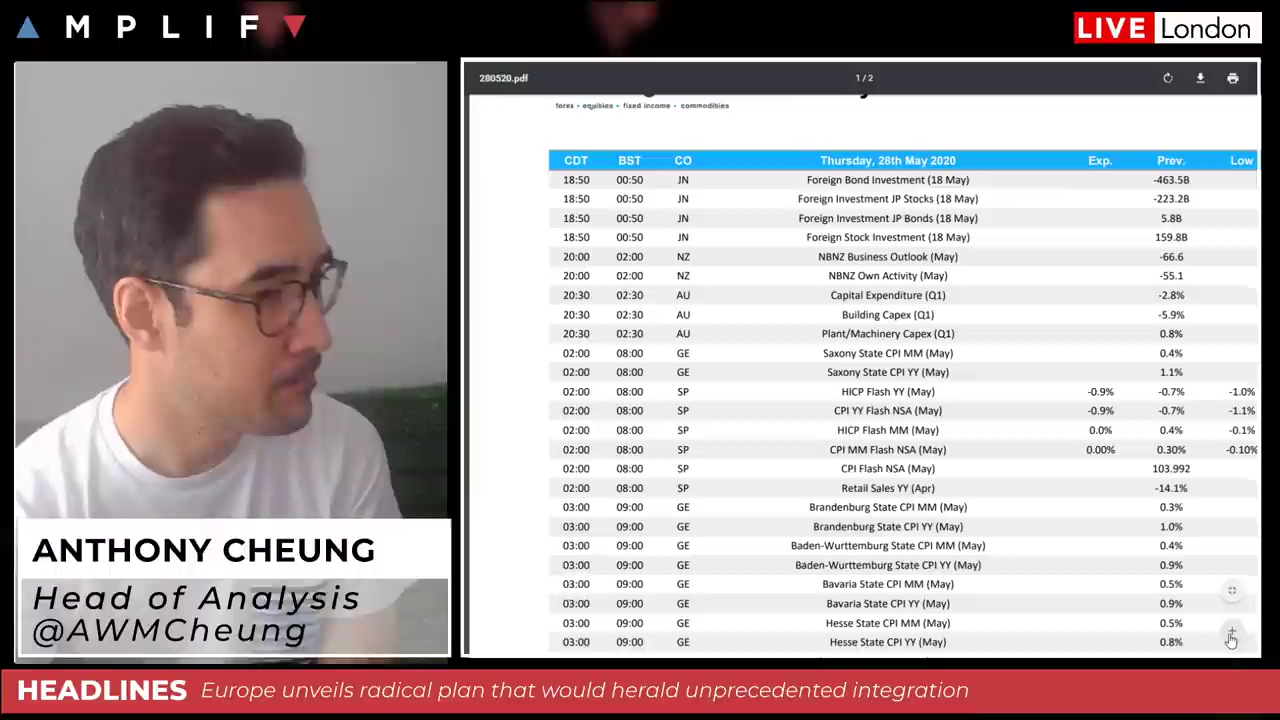 AMPLIFY
LIVE London
280520.pdf 1 / 2
forex • equities • fixed income • commodities
CDT BST CO Thursday, 28th May 2020 Exp. Prev. Low
18:50 00:50 JN Foreign Bond Investment (18 May) -463.5B
18:50 00:50 JN Foreign Investment JP Stocks (18 May) -223.2B
18:50 00:50 JN Foreign Investment JP Bonds (18 May) 5.8B
18:50 00:50 JN Foreign Stock Investment (18 May) 159.8B
20:00 02:00 NZ NBNZ Business Outlook (May) -66.6
20:00 02:00 NZ NBNZ Own Activity (May) -55.1
20:30 02:30 AU Capital Expenditure (Q1) -2.8%
20:30 02:30 AU Building Capex (Q1) -5.9%
20:30 02:30 AU Plant/Machinery Capex (Q1) 0.8%
02:00 08:00 GE Saxony State CPI MM (May) 0.4%
02:00 08:00 GE Saxony State CPI YY (May) 1.1%
02:00 08:00 SP HICP Flash YY (May) -0.9% -0.7% -1.0%
02:00 08:00 SP CPI YY Flash NSA (May) -0.9% -0.7% -1.1%
02:00 08:00 SP HICP Flash MM (May) 0.0% 0.4% -0.1%
02:00 08:00 SP CPI MM Flash NSA (May) 0.00% 0.30% -0.10%
02:00 08:00 SP CPI Flash NSA (May) 103.992
02:00 08:00 SP Retail Sales YY (Apr) -14.1%
03:00 09:00 GE Brandenburg State CPI MM (May) 0.3%
03:00 09:00 GE Brandenburg State CPI YY (May) 1.0%
03:00 09:00 GE Baden-Wurttemburg State CPI MM (May) 0.4%
03:00 09:00 GE Baden-Wurttemburg State CPI YY (May) 0.9%
03:00 09:00 GE Bavaria State CPI MM (May) 0.5%
03:00 09:00 GE Bavaria State CPI YY (May) 0.9%
03:00 09:00 GE Hesse State CPI MM (May) 0.5%
03:00 09:00 GE Hesse State CPI YY (May) 0.8%
ANTHONY CHEUNG
Head of Analysis
@AWMCheung
HEADLINES Europe unveils radical plan that would herald unprecedented integration